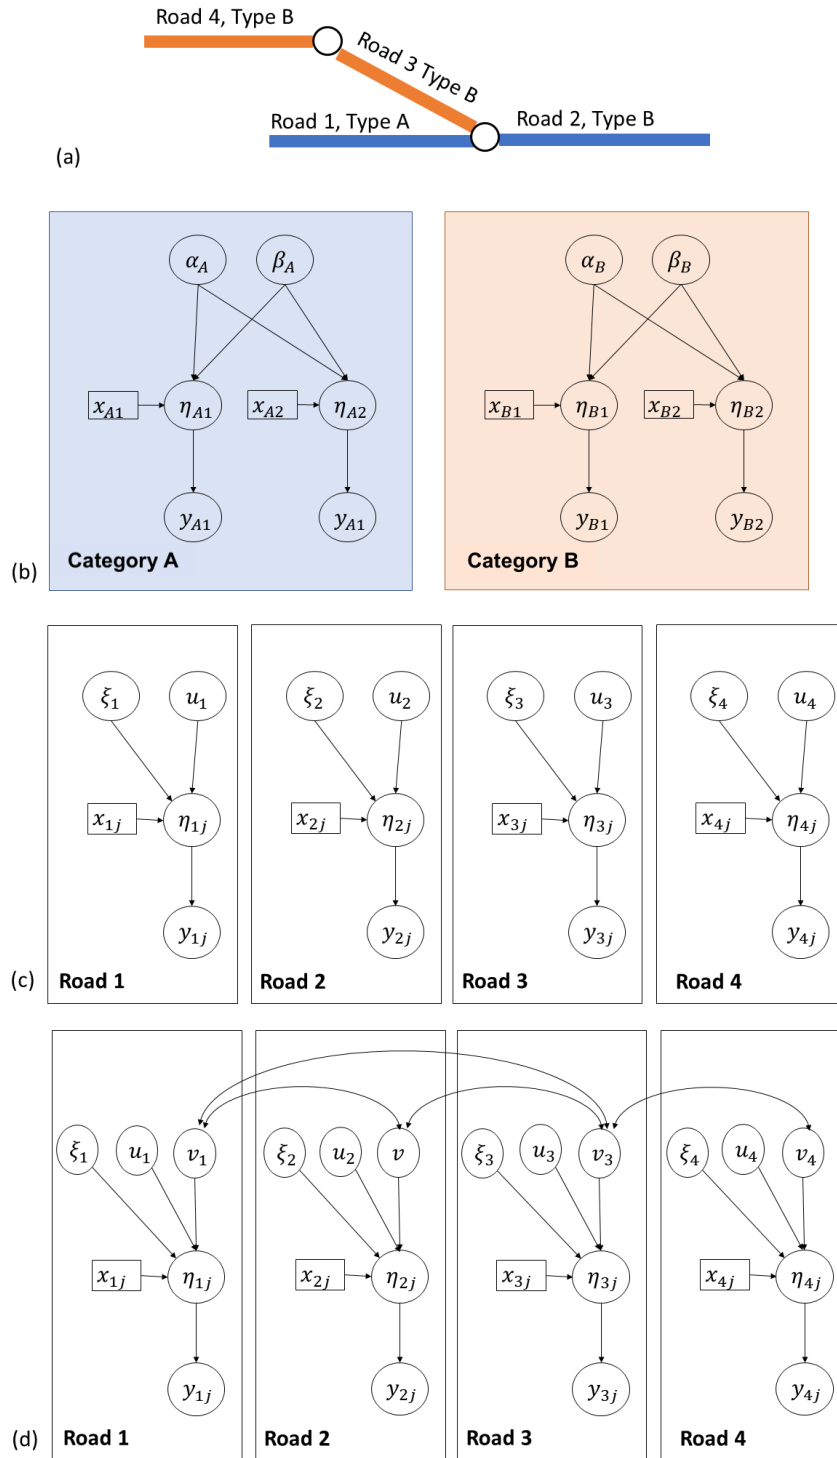 Road 4, Type B
Road 3 Type B
Road 1, Type A
Road 2, Type B
(a)
α_A β_A α_B β_B
x_A1 η_A1 x_A2 η_A2 x_B1 η_B1 x_B2 η_B2
y_A1 y_A1 y_B1 y_B2
(b) Category A Category B
ξ_1 u_1 ξ_2 u_2 ξ_3 u_3 ξ_4 u_4
x_1j η_1j x_2j η_2j x_3j η_3j x_4j η_4j
y_1j y_2j y_3j y_4j
(c) Road 1 Road 2 Road 3 Road 4
ξ_1 u_1 v_1 ξ_2 u_2 v ξ_3 u_3 v_3 ξ_4 u_4 v_4
x_1j η_1j x_2j η_2j x_3j η_3j x_4j η_4j
y_1j y_2j y_3j y_4j
(d) Road 1 Road 2 Road 3 Road 4